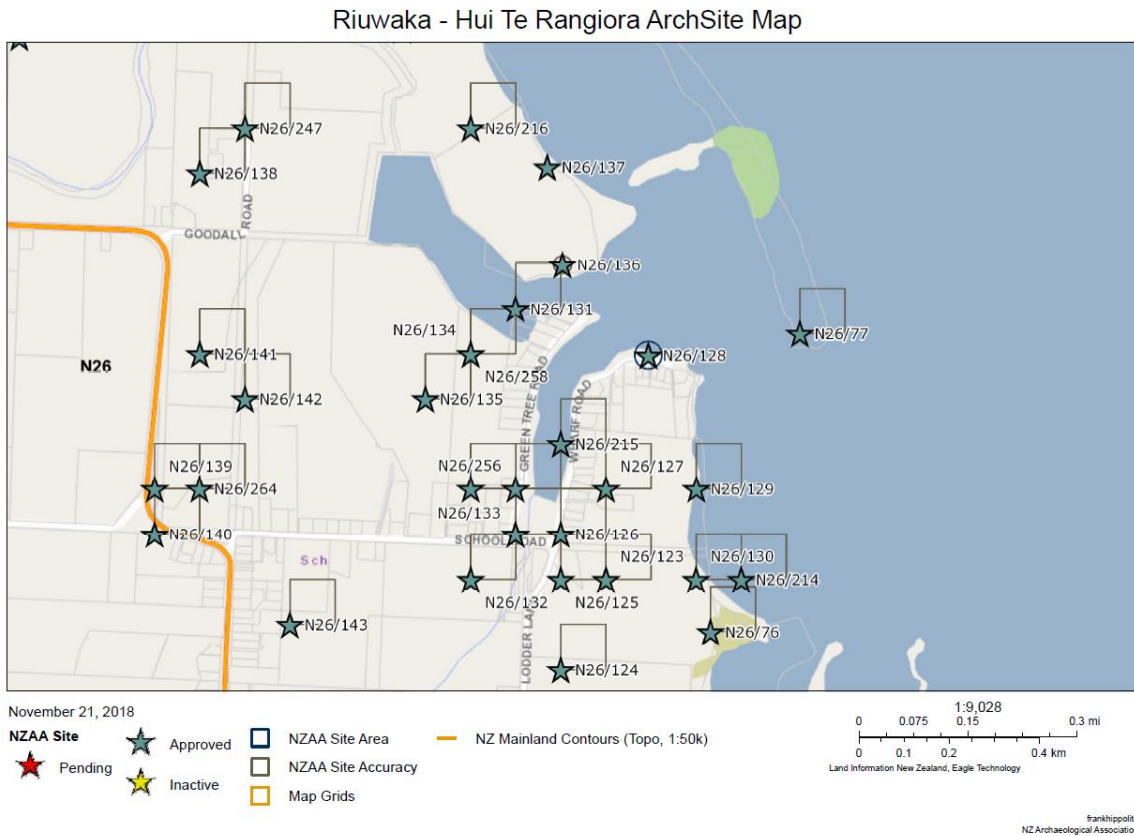 Riuwaka - Hui Te Rangiora ArchSite Map
N26/247
N26/216
N26/138
N26/137
GOODALL ROAD
N26/136
N26/131
N26/134
N26/77
N26/141
N26/128
N26
N26/258
N26/142
N26/135
GREEN TREE ROAD
WHARF ROAD
N26/215
N26/139
N26/256
N26/127
N26/264
N26/129
N26/133
N26/140
SCHOOL ROAD
N26/126
Sch
N26/123
N26/130
N26/214
N26/132
N26/125
N26/143
N26/76
LODDER LAN
N26/124
November 21, 2018
NZAA Site
Pending
Approved
Inactive
NZAA Site Area
NZAA Site Accuracy
Map Grids
NZ Mainland Contours (Topo, 1:50k)
1:9,028
0 0.075 0.15 0.3 mi
0 0.1 0.2 0.4 km
Land Information New Zealand, Eagle Technology
frankhippolit
NZ Archaeological Associatio